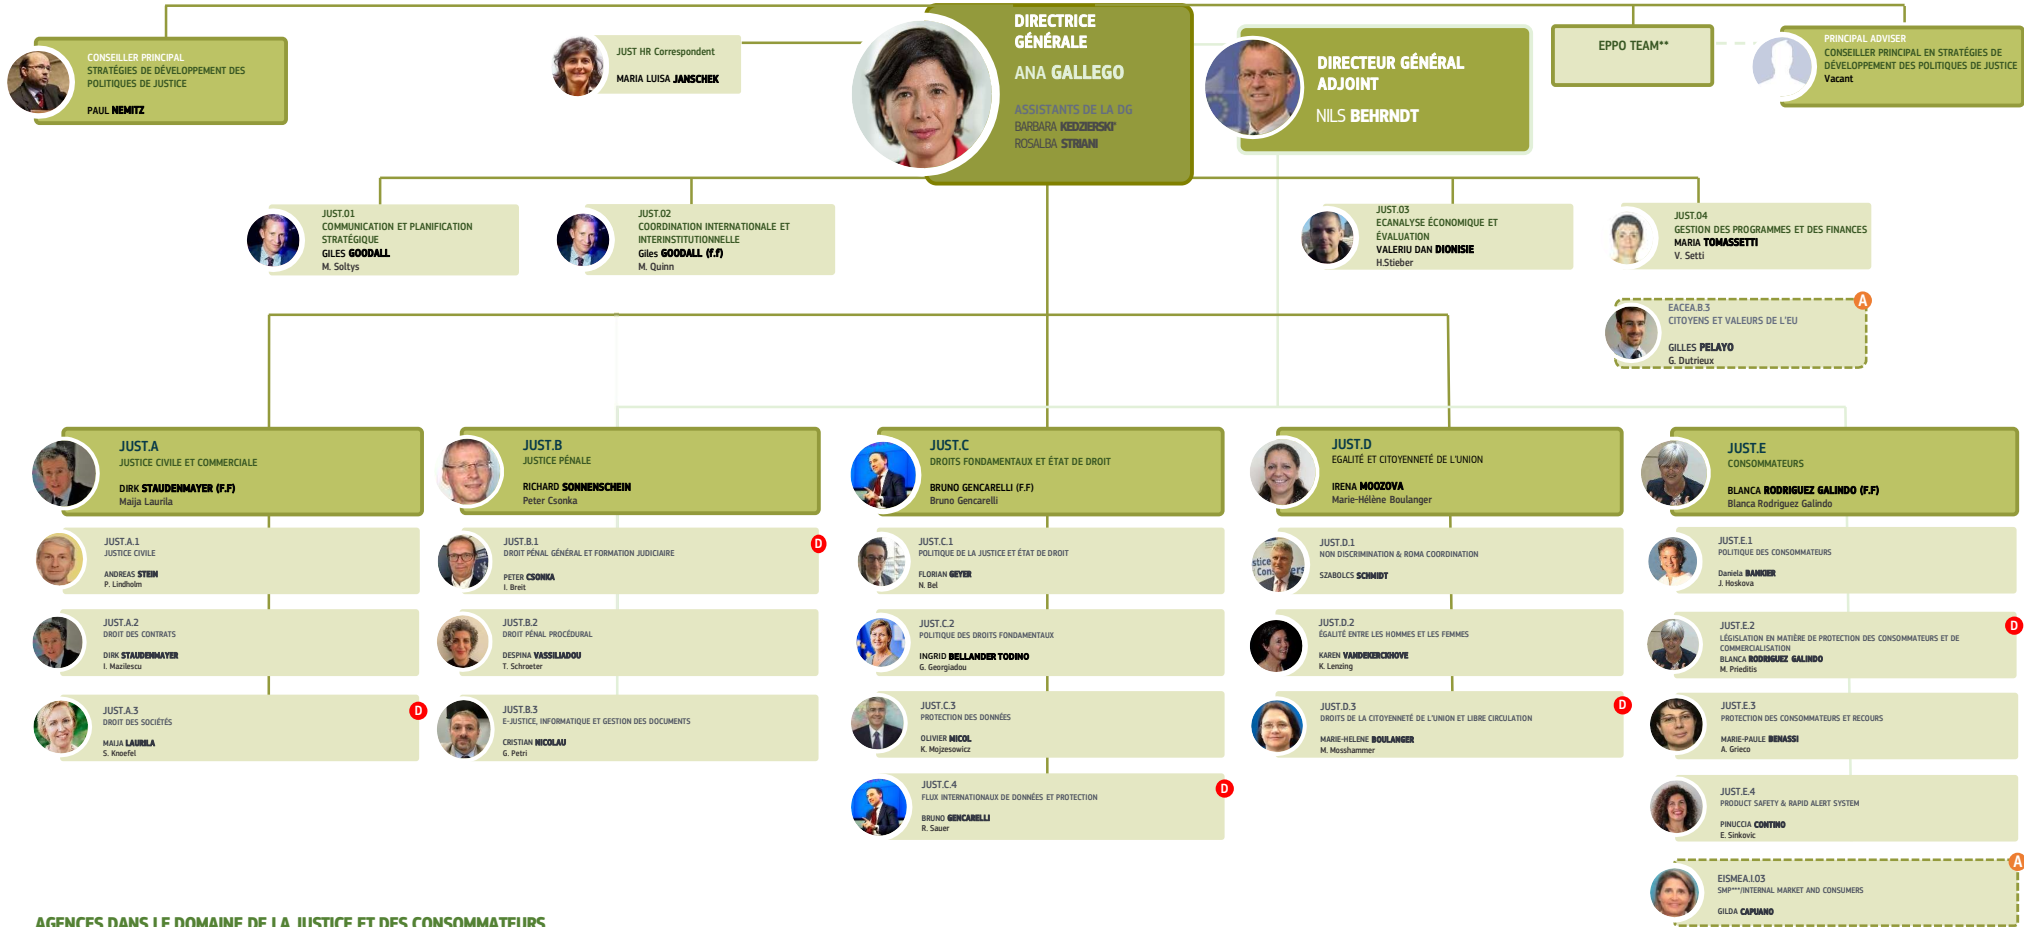 CONSEILLER PRINCIPAL
STRATÉGIES DE DÉVELOPPEMENT DES
POLITIQUES DE JUSTICE
PAUL NEMITZ
JUST HR Correspondent
MARIA LUISA JANSCHEK
DIRECTRICE
GÉNÉRALE
ANA GALLEGO
ASSISTANTS DE LA DG
BARBARA KEDZIERSKI*
ROSALBA STRIANI
DIRECTEUR GÉNÉRAL
ADJOINT
NILS BEHRNDT
EPPO TEAM**
PRINCIPAL ADVISER
CONSEILLER PRINCIPAL EN STRATÉGIES DE
DÉVELOPPEMENT DES POLITIQUES DE JUSTICE
Vacant
JUST.01
COMMUNICATION ET PLANIFICATION
STRATÉGIQUE
GILES GOODALL
M. Soltys
JUST.02
COORDINATION INTERNATIONALE ET
INTERINSTITUTIONNELLE
Giles GOODALL (f.f)
M. Quinn
JUST.03
ECANALYSE ÉCONOMIQUE ET
ÉVALUATION
VALERIU DAN DIONISIE
H.Stieber
JUST.04
GESTION DES PROGRAMMES ET DES FINANCES
MARIA TOMASSETTI
V. Setti
A
EACEA.B.3
CITOYENS ET VALEURS DE L'EU
GILLES PELAYO
G. Dutrieux
JUST.A
JUSTICE CIVILE ET COMMERCIALE
DIRK STAUDENMAYER (F.F)
Maija Laurila
JUST.A.1
JUSTICE CIVILE
ANDREAS STEIN
P. Lindholm
JUST.A.2
DROIT DES CONTRATS
DIRK STAUDENMAYER
I. Mazilescu
JUST.A.3
D
DROIT DES SOCIÉTÉS
MAIJA LAURILA
S. Knoefel
JUST.B
JUSTICE PÉNALE
RICHARD SONNENSCHEIN
Peter Csonka
JUST.B.1
D
DROIT PÉNAL GÉNÉRAL ET FORMATION JUDICIAIRE
PETER CSONKA
I. Breit
JUST.B.2
DROIT PÉNAL PROCÉDURAL
DESPINA VASSILIADOU
T. Schroeter
JUST.B.3
E-JUSTICE, INFORMATIQUE ET GESTION DES DOCUMENTS
CRISTIAN NICOLAU
G. Petri
JUST.C
DROITS FONDAMENTAUX ET ÉTAT DE DROIT
BRUNO GENCARELLI (F.F)
Bruno Gencarelli
JUST.C.1
POLITIQUE DE LA JUSTICE ET ÉTAT DE DROIT
FLORIAN GEYER
N. Bel
JUST.C.2
POLITIQUE DES DROITS FONDAMENTAUX
INGRID BELLANDER TODINO
G. Georgiadou
JUST.C.3
PROTECTION DES DONNÉES
OLIVIER MICOL
K. Mojzesowicz
JUST.C.4
D
FLUX INTERNATIONAUX DE DONNÉES ET PROTECTION
BRUNO GENCARELLI
R. Sauer
JUST.D
EGALITÉ ET CITOYENNETÉ DE L'UNION
IRENA MOOZOVA
Marie-Hélène Boulanger
JUST.D.1
NON DISCRIMINATION & ROMA COORDINATION
SZABOLCS SCHMIDT
JUST.D.2
ÉGALITÉ ENTRE LES HOMMES ET LES FEMMES
KAREN VANDEKERCKHOVE
K. Lenzing
JUST.D.3
D
DROITS DE LA CITOYENNETÉ DE L'UNION ET LIBRE CIRCULATION
MARIE-HELENE BOULANGER
M. Mosshammer
JUST.E
CONSOMMATEURS
BLANCA RODRIGUEZ GALINDO (F.F)
Blanca Rodriguez Galindo
JUST.E.1
POLITIQUE DES CONSOMMATEURS
Daniela BANKIER
J. Hoskova
JUST.E.2
D
LÉGISLATION EN MATIÈRE DE PROTECTION DES CONSOMMATEURS ET DE
COMMERCIALISATION
BLANCA RODRIGUEZ GALINDO
M. Prieditis
JUST.E.3
PROTECTION DES CONSOMMATEURS ET RECOURS
MARIE-PAULE BENASSI
A. Grieco
JUST.E.4
PRODUCT SAFETY & RAPID ALERT SYSTEM
PINUCCIA CONTINO
E. Sinkovic
A
EISMEA.I.03
SMP***/INTERNAL MARKET AND CONSUMERS
GILDA CAPUANO
AGENCES DANS LE DOMAINE DE LA JUSTICE ET DES CONSOMMATEURS